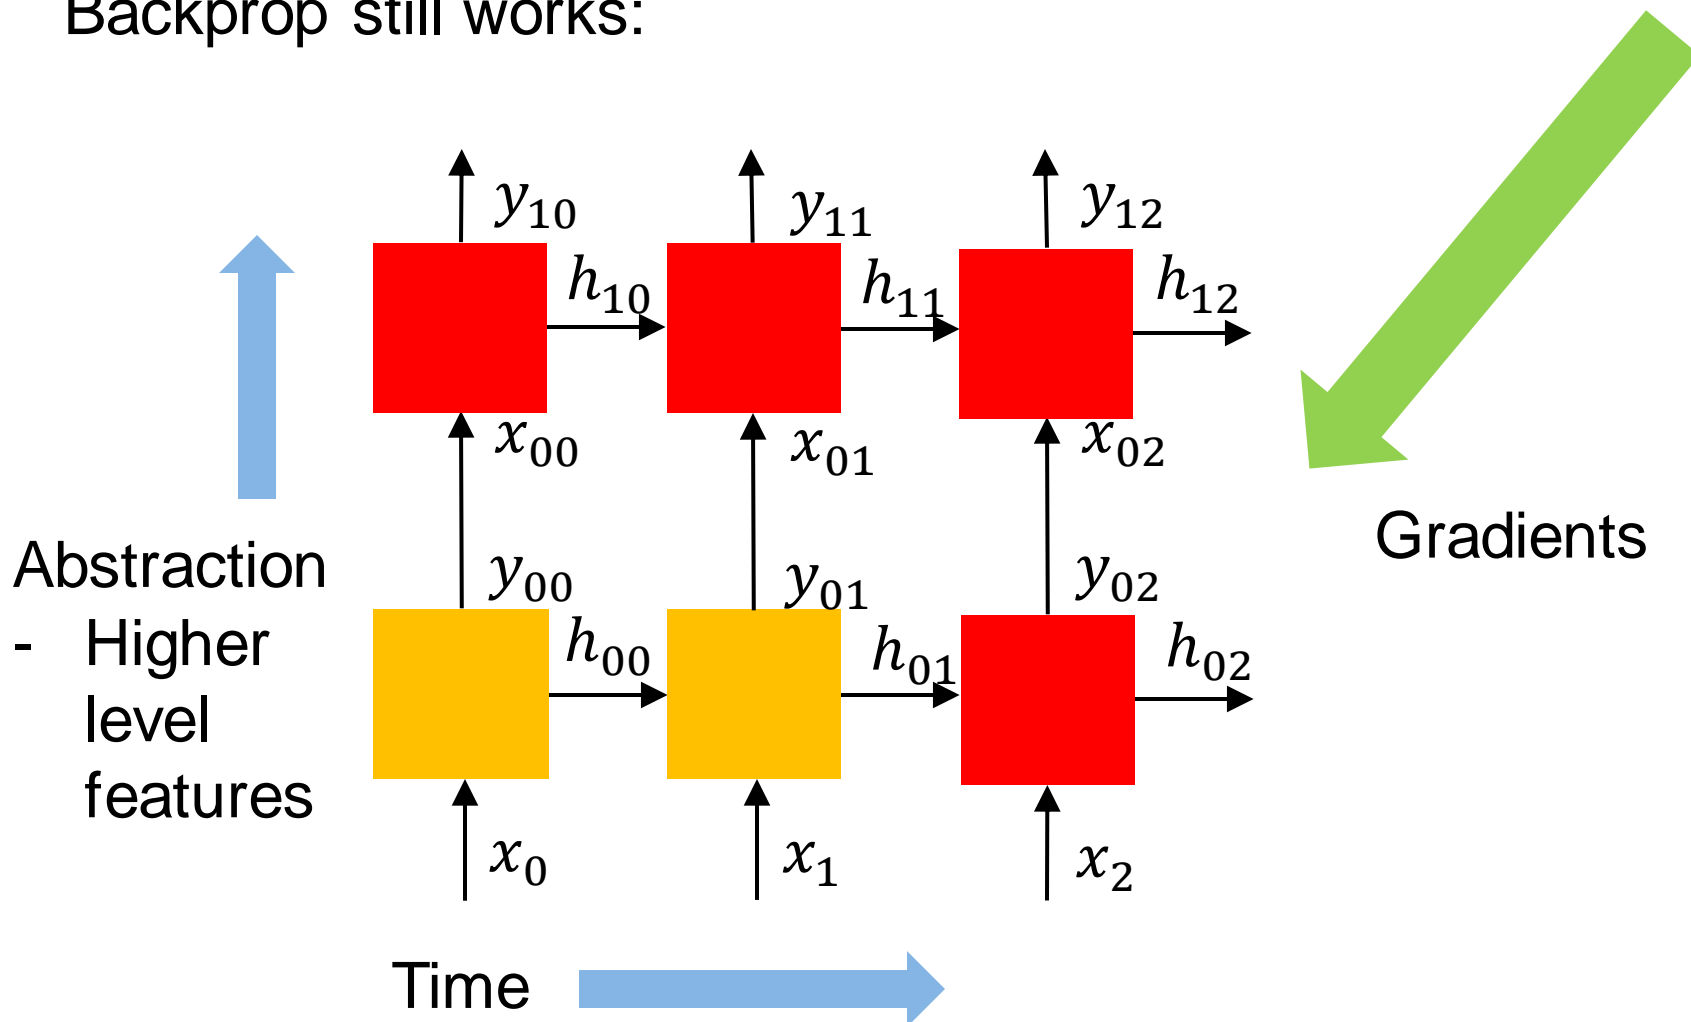 Backprop still works:
y₁₀ y₁₁ y₁₂
h₁₀ h₁₁ h₁₂
x₀₀ x₀₁ x₀₂
Gradients
Abstraction
y₀₀ y₀₁ y₀₂
- Higher
h₀₀ h₀₁ h₀₂
level
features
x₀ x₁ x₂
Time